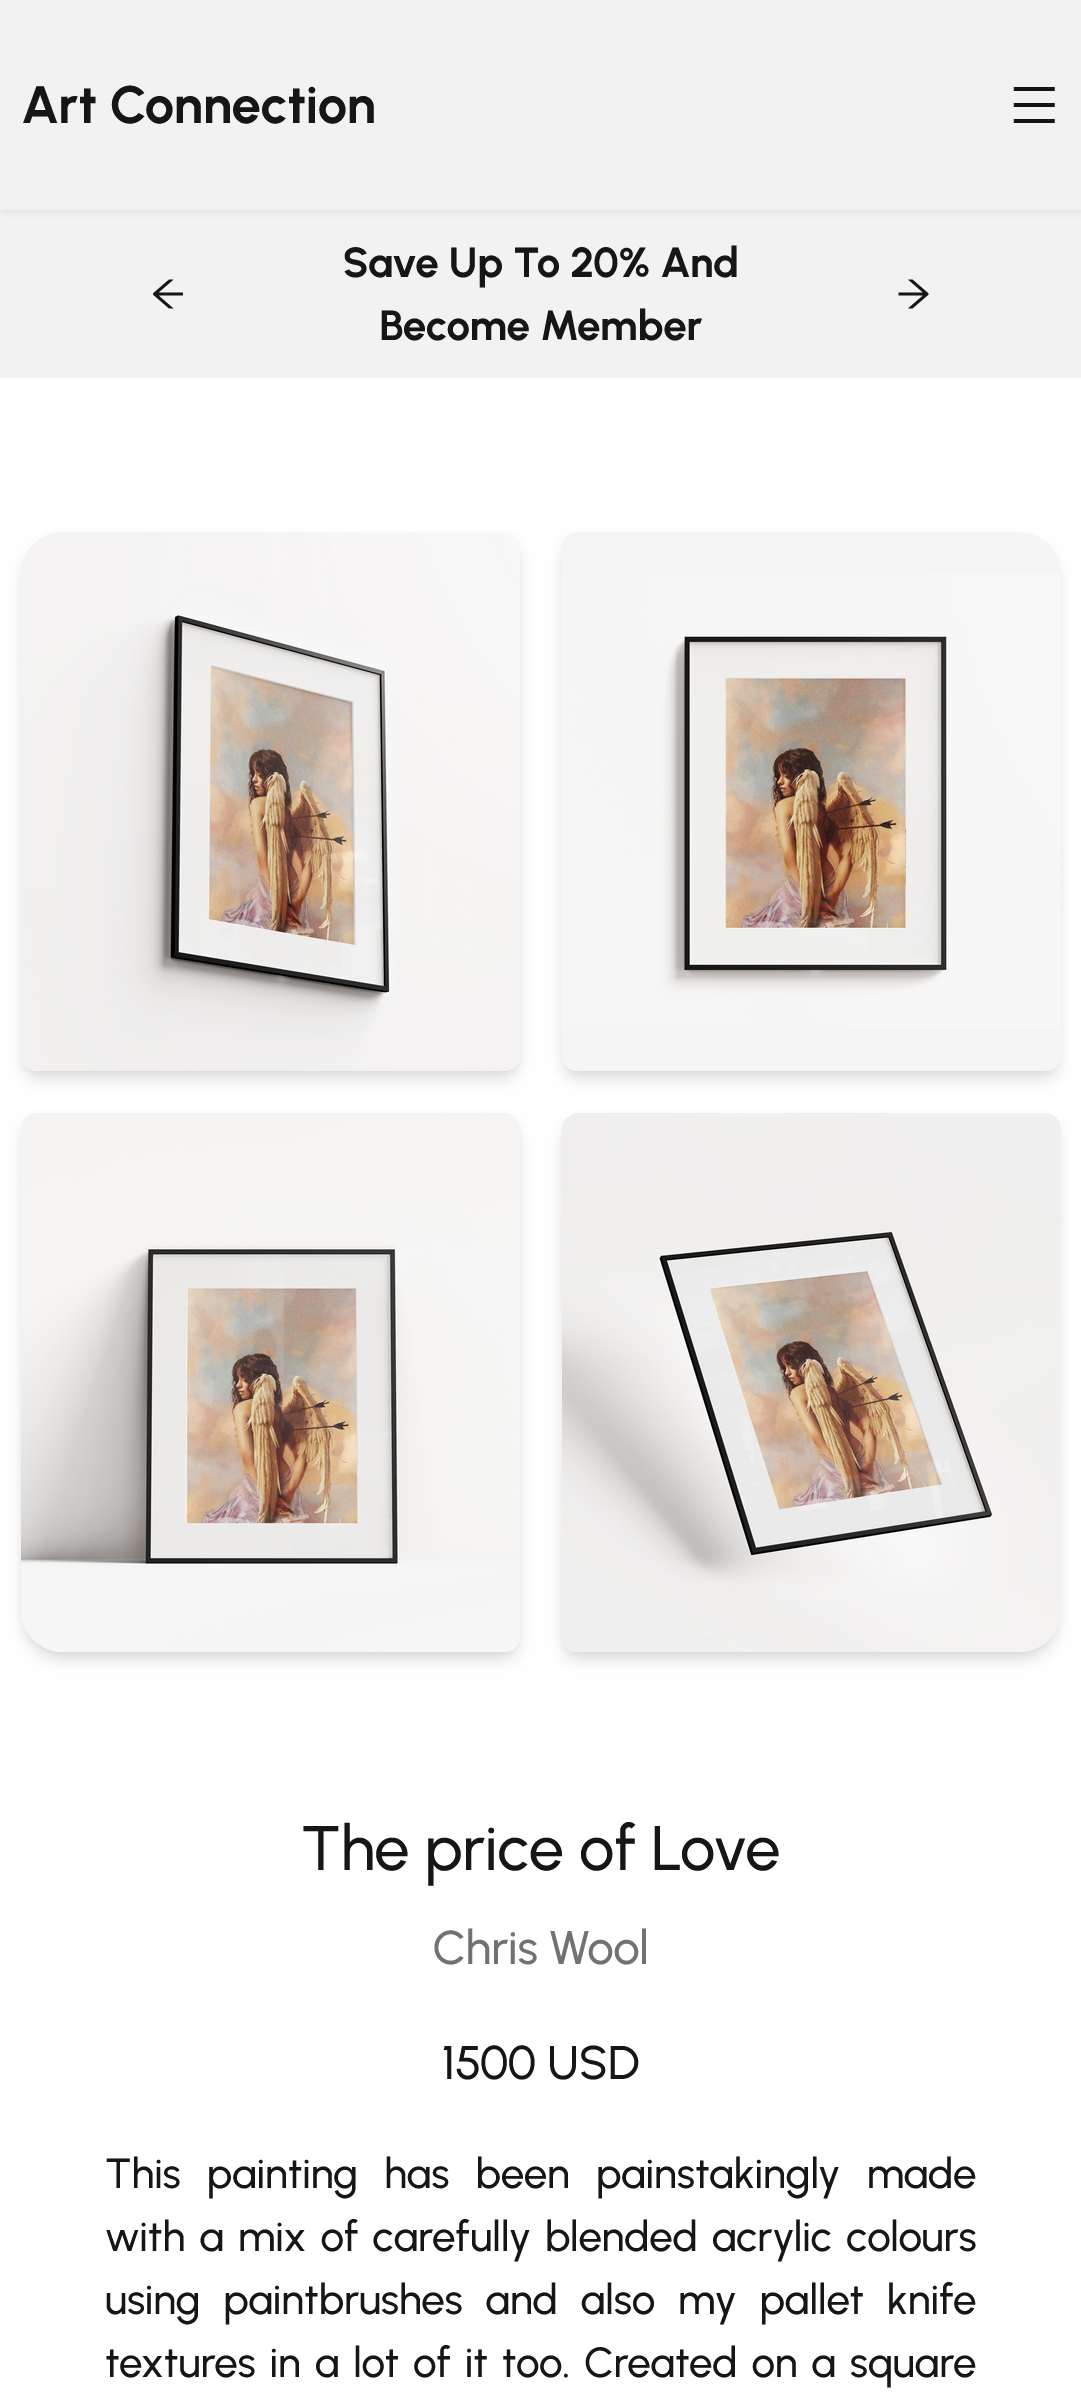 Art Connection
Save Up To 20% And
Become Member
The price of Love
Chris Wool
1500 USD
This painting has been painstakingly made
with a mix of carefully blended acrylic colours
using paintbrushes and also my pallet knife
textures in a lot of it too. Created on a square